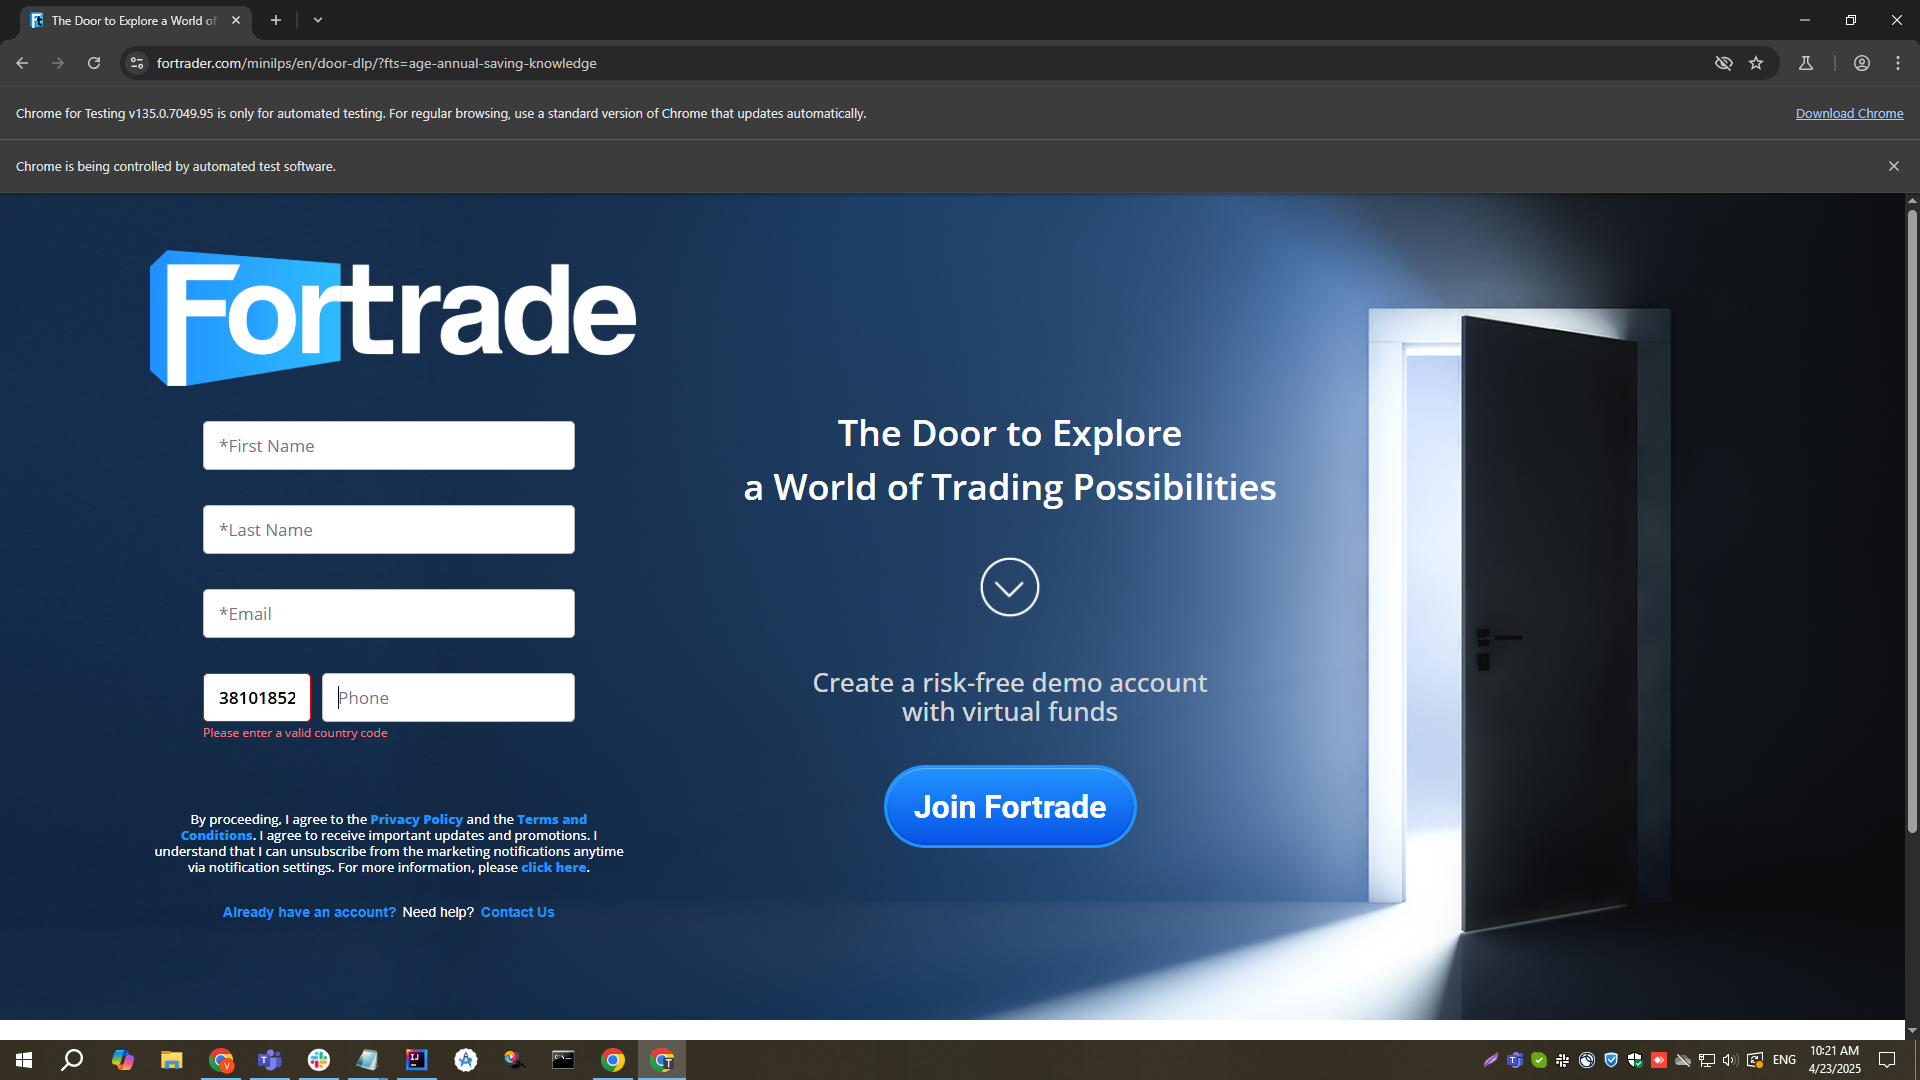 The Door to Explore a World of
fortrader.com/minilps/en/door-dlp/?fts=age-annual-saving-knowledge
Chrome for Testing v135.0.7049.95 is only for automated testing. For regular browsing, use a standard version of Chrome that updates automatically.
Download Chrome
Chrome is being controlled by automated test software.
Fortrade
*First Name
*Last Name
*Email
38101852
Phone
Please enter a valid country code
By proceeding, I agree to the Privacy Policy and the Terms and
Conditions. I agree to receive important updates and promotions. I
understand that I can unsubscribe from the marketing notifications anytime
via notification settings. For more information, please click here.
Already have an account? Need help? Contact Us
The Door to Explore
a World of Trading Possibilities
Create a risk-free demo account
with virtual funds
Join Fortrade
ENG
10:21 AM
4/23/2025